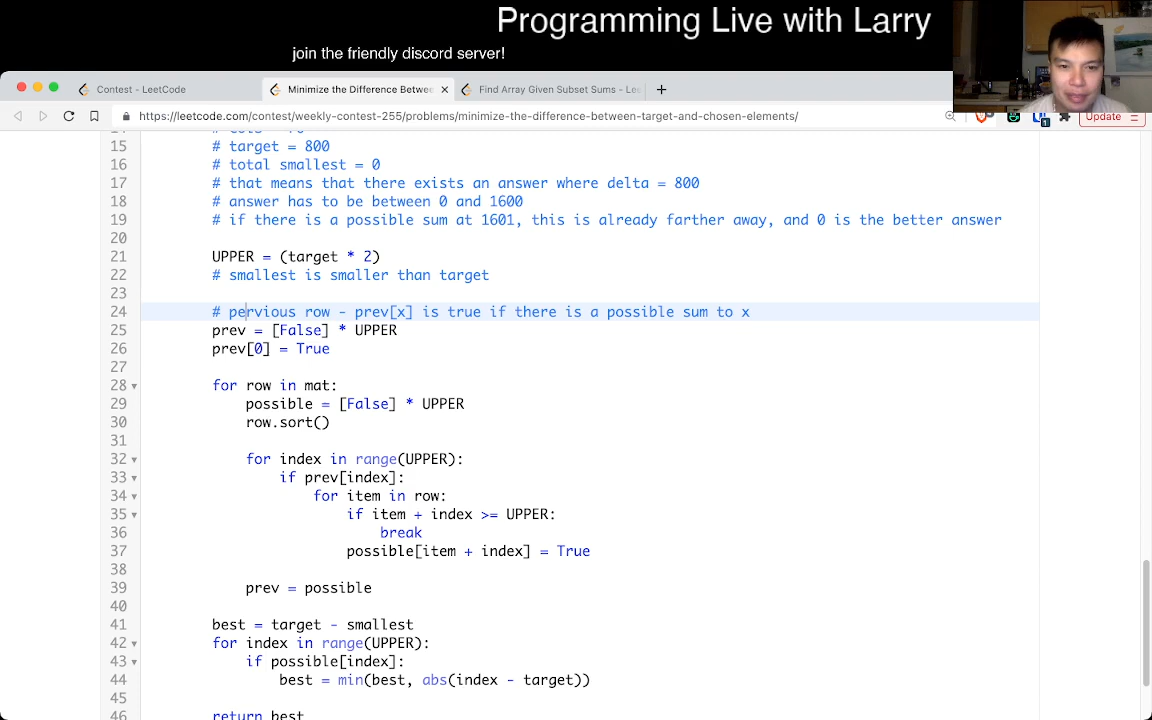 Programming Live with Larry
join the friendly discord server!
Contest - LeetCode
Minimize the Difference Betwee
Find Array Given Subset Sums - Lee
https://leetcode.com/contest/weekly-contest-255/problems/minimize-the-difference-between-target-and-chosen-elements/
Update
15 # target = 800
16 # total smallest = 0
17 # that means that there exists an answer where delta = 800
18 # answer has to be between 0 and 1600
19 # if there is a possible sum at 1601, this is already farther away, and 0 is the better answer
20
21 UPPER = (target * 2)
22 # smallest is smaller than target
23
24 # pervious row - prev[x] is true if there is a possible sum to x
25 prev = [False] * UPPER
26 prev[0] = True
27
28 for row in mat:
29 possible = [False] * UPPER
30 row.sort()
31
32 for index in range(UPPER):
33 if prev[index]:
34 for item in row:
35 if item + index >= UPPER:
36 break
37 possible[item + index] = True
38
39 prev = possible
40
41 best = target - smallest
42 for index in range(UPPER):
43 if possible[index]:
44 best = min(best, abs(index - target))
45
46 return best